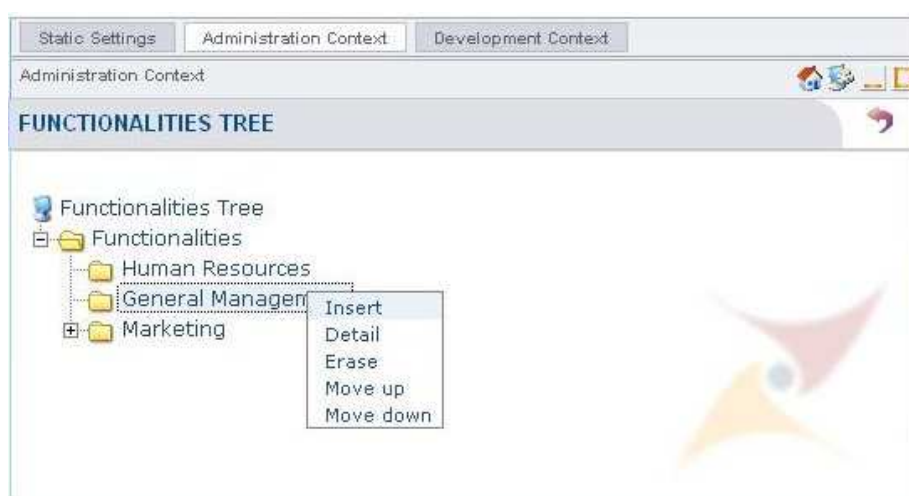 Static Settings Administration Context Development Context
Administration Context
FUNCTIONALITIES TREE
Functionalities Tree
Functionalities
Human Resources
General Managem
Marketing
Insert
Detail
Erase
Move up
Move down